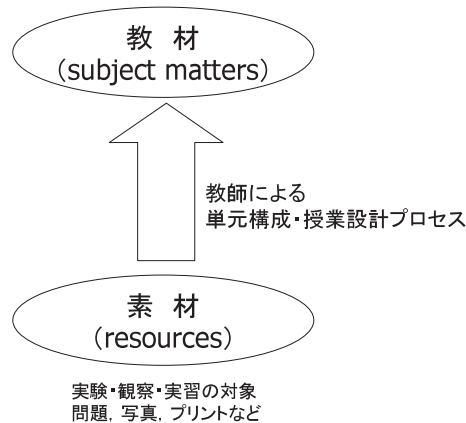 教 材
(subject matters)
教師による
単元構成・授業設計プロセス
素 材
(resources)
実験・観察・実習の対象
問題, 写真, プリントなど